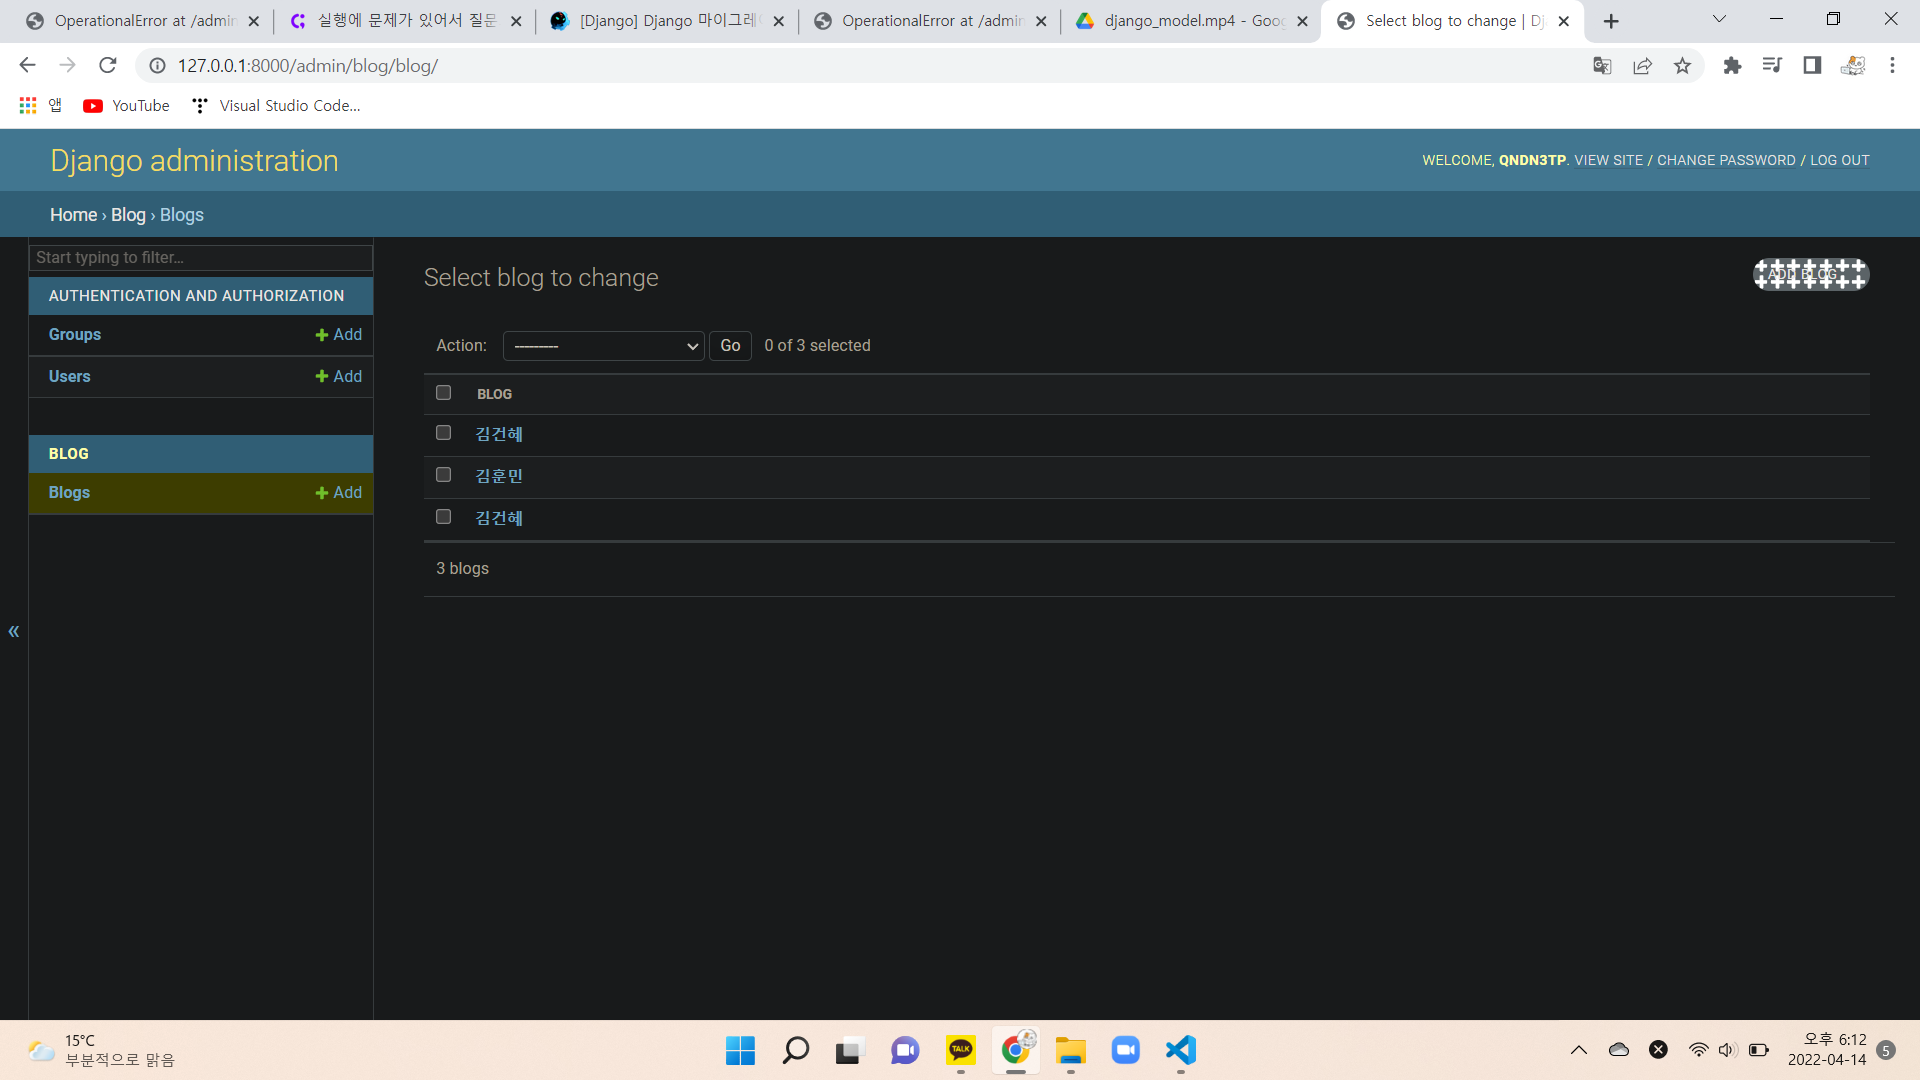 OperationalError at /admin
실행에 문제가 있어서 질문
[Django] Django 마이그레이
OperationalError at /admin
django_model.mp4 - Goog
Select blog to change | Dj
127.0.0.1:8000/admin/blog/blog/
앱
YouTube
Visual Studio Code...
Django administration
WELCOME, QNDN3TP. VIEW SITE / CHANGE PASSWORD / LOG OUT
Home › Blog › Blogs
Start typing to filter...
AUTHENTICATION AND AUTHORIZATION
Groups
Add
Users
Add
BLOG
Blogs
Add
Select blog to change
ADD BLOG
Action:
---------
Go
0 of 3 selected
BLOG
김건혜
김훈민
김건혜
3 blogs
«
15°C
부분적으로 맑음
TALK
오후 6:12
2022-04-14
5